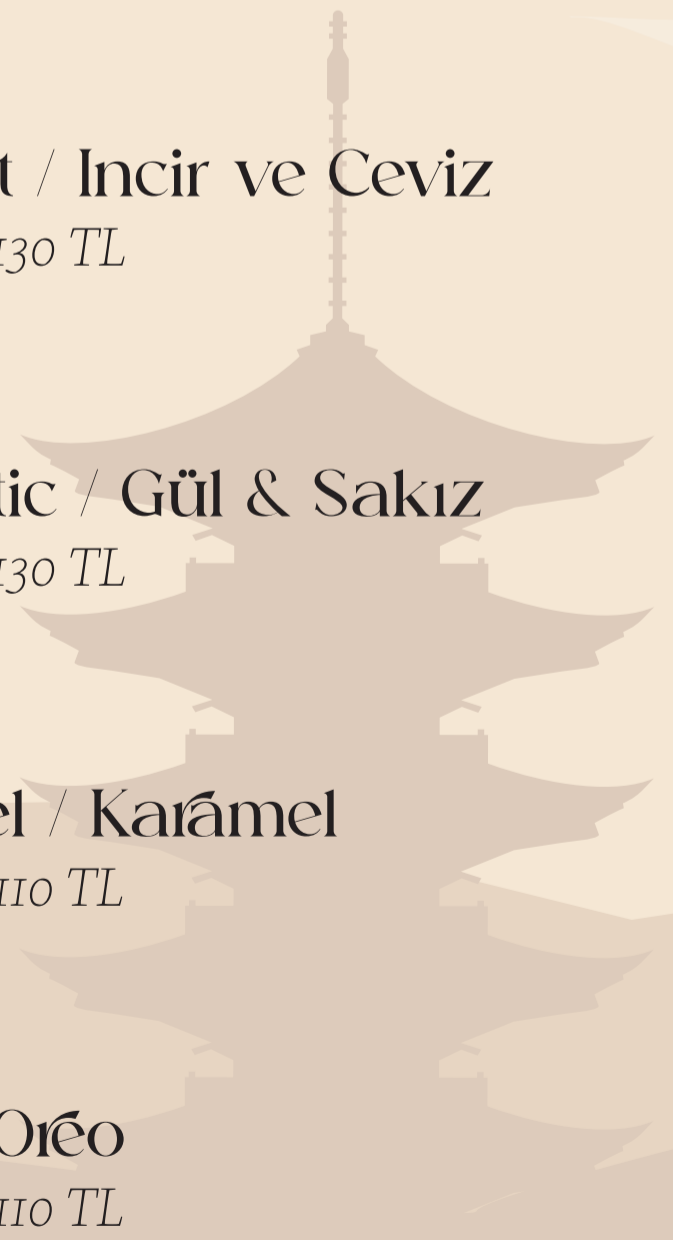 t / Incir ve Ceviz
130 TL
tic / Gül & Sakız
130 TL
el / Karamel
110 TL
Oreo
110 TL